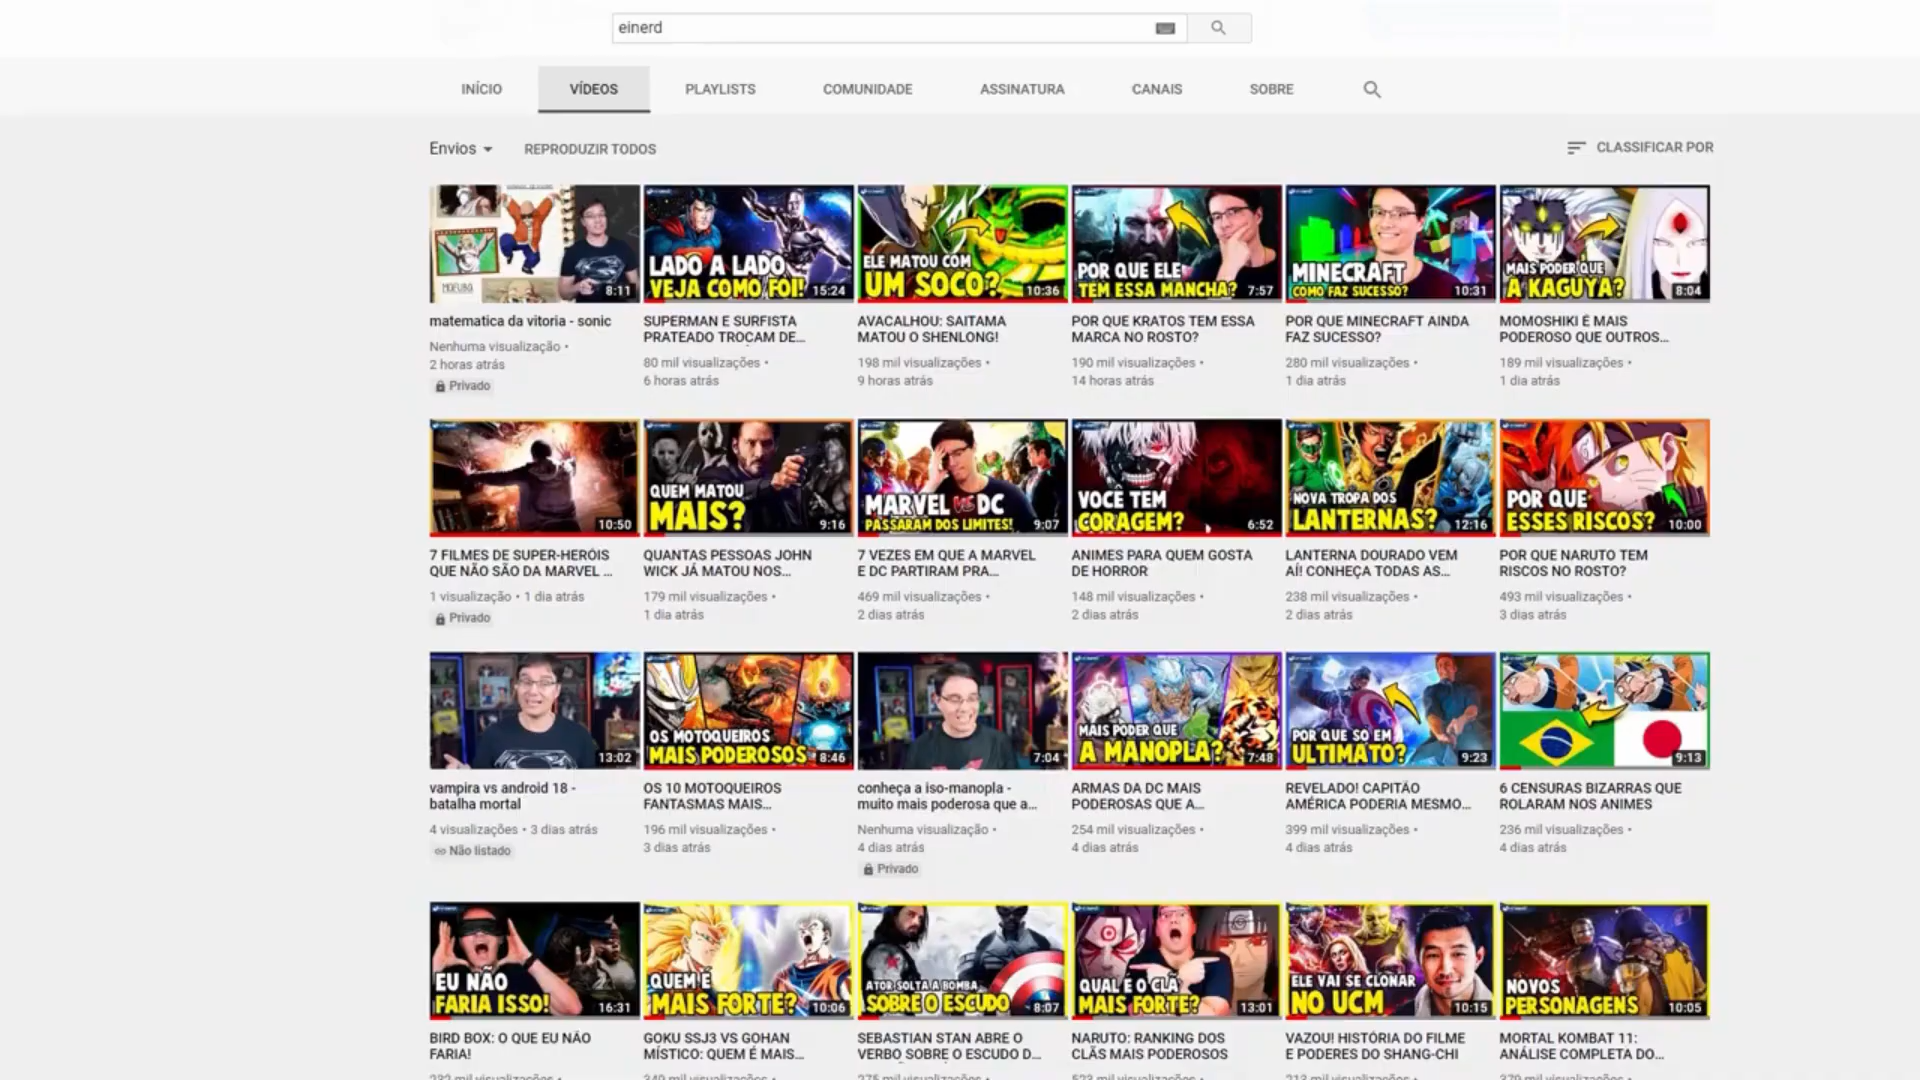 einerd
INÍCIO VÍDEOS PLAYLISTS COMUNIDADE ASSINATURA CANAIS SOBRE
Envios REPRODUZIR TODOS CLASSIFICAR POR
8:11
LADO A LADO
VEJA COMO FOI! 15:24
ELE MATOU COM
UM SOCO? 10:36
POR QUE ELE
TEM ESSA MANCHA? 7:57
MINECRAFT
COMO FAZ SUCESSO? 10:31
MAIS PODER QUE
A KAGUYA? 8:04
matematica da vitoria - sonic
Nenhuma visualização •
2 horas atrás
Privado
SUPERMAN E SURFISTA
PRATEADO TROCAM DE...
80 mil visualizações •
6 horas atrás
AVACALHOU: SAITAMA
MATOU O SHENLONG!
198 mil visualizações •
9 horas atrás
POR QUE KRATOS TEM ESSA
MARCA NO ROSTO?
190 mil visualizações •
14 horas atrás
POR QUE MINECRAFT AINDA
FAZ SUCESSO?
280 mil visualizações •
1 dia atrás
MOMOSHIKI É MAIS
PODEROSO QUE OUTROS...
189 mil visualizações •
1 dia atrás
10:50
QUEM MATOU
MAIS? 9:16
MARVEL VS DC
PASSARAM DOS LIMITES! 9:07
VOCÊ TEM
CORAGEM? 6:52
NOVA TROPA DOS
LANTERNAS? 12:16
POR QUE
ESSES RISCOS? 10:00
7 FILMES DE SUPER-HERÓIS
QUE NÃO SÃO DA MARVEL ...
1 visualização • 1 dia atrás
Privado
QUANTAS PESSOAS JOHN
WICK JÁ MATOU NOS...
179 mil visualizações •
1 dia atrás
7 VEZES EM QUE A MARVEL
E DC PARTIRAM PRA...
469 mil visualizações •
2 dias atrás
ANIMES PARA QUEM GOSTA
DE HORROR
148 mil visualizações •
2 dias atrás
LANTERNA DOURADO VEM
AÍ! CONHEÇA TODAS AS...
238 mil visualizações •
2 dias atrás
POR QUE NARUTO TEM
RISCOS NO ROSTO?
493 mil visualizações •
3 dias atrás
13:02
OS MOTOQUEIROS
MAIS PODEROSOS 8:46
7:04
MAIS PODER QUE
A MANOPLA? 7:48
POR QUE SÓ EM
ULTIMATO? 9:23
9:13
vampira vs android 18 -
batalha mortal
4 visualizações • 3 dias atrás
Não listado
OS 10 MOTOQUEIROS
FANTASMAS MAIS...
196 mil visualizações •
3 dias atrás
conheça a iso-manopla -
muito mais poderosa que a...
Nenhuma visualização •
4 dias atrás
Privado
ARMAS DA DC MAIS
PODEROSAS QUE A...
254 mil visualizações •
4 dias atrás
REVELADO! CAPITÃO
AMÉRICA PODERIA MESMO...
399 mil visualizações •
4 dias atrás
6 CENSURAS BIZARRAS QUE
ROLARAM NOS ANIMES
236 mil visualizações •
4 dias atrás
EU NÃO
FARIA ISSO! 16:31
QUEM É
MAIS FORTE? 10:06
ATOR SOLTA A BOMBA
SOBRE O ESCUDO 8:07
QUAL É O CLÃ
MAIS FORTE? 13:01
ELE VAI SE CLONAR
NO UCM 10:15
NOVOS
PERSONAGENS 10:05
BIRD BOX: O QUE EU NÃO
FARIA!
GOKU SSJ3 VS GOHAN
MÍSTICO: QUEM É MAIS...
SEBASTIAN STAN ABRE O
VERBO SOBRE O ESCUDO D...
NARUTO: RANKING DOS
CLÃS MAIS PODEROSOS
VAZOU! HISTÓRIA DO FILME
E PODERES DO SHANG-CHI
MORTAL KOMBAT 11:
ANÁLISE COMPLETA DO...